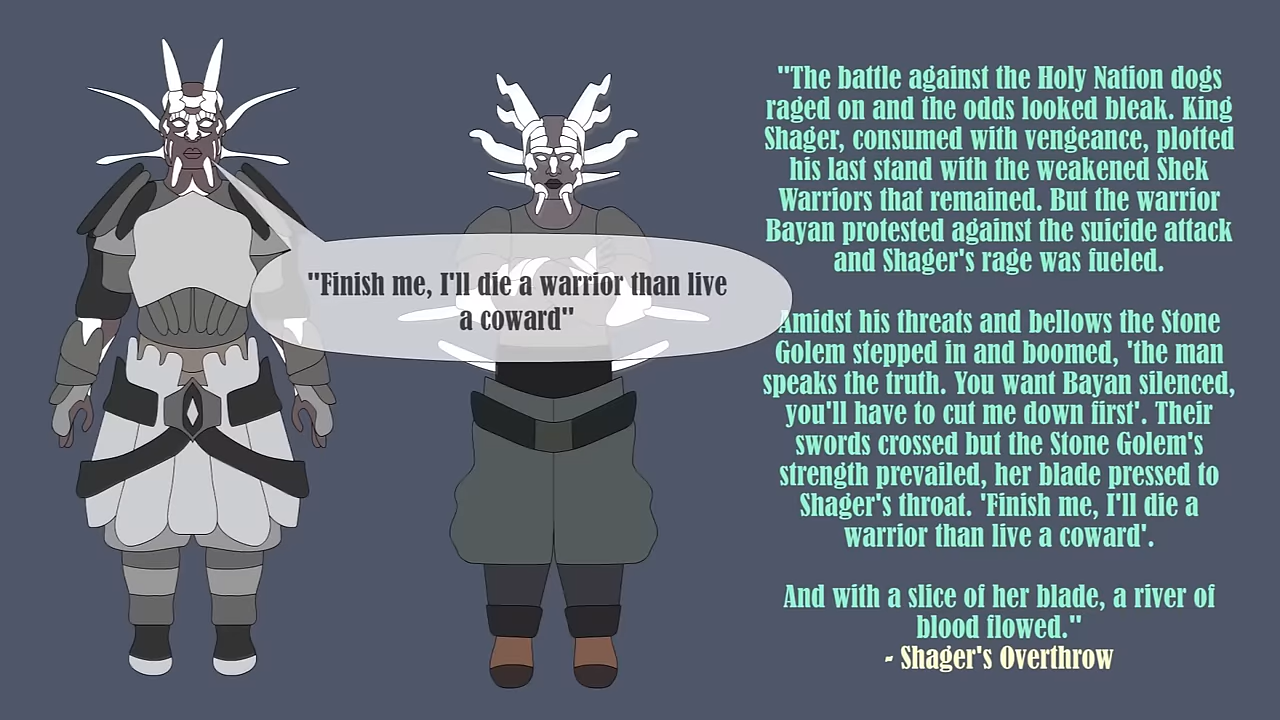 "Finish me, I'll die a warrior than live
a coward"
"The battle against the Holy Nation dogs
raged on and the odds looked bleak. King
Shager, consumed with vengeance, plotted
his last stand with the weakened Shek
Warriors that remained. But the warrior
Bayan protested against the suicide attack
and Shager's rage was fueled.
Amidst his threats and bellows the Stone
Golem stepped in and boomed, 'the man
speaks the truth. You want Bayan silenced,
you'll have to cut me down first'. Their
swords crossed but the Stone Golem's
strength prevailed, her blade pressed to
Shager's throat. 'Finish me, I'll die a
warrior than live a coward'.
And with a slice of her blade, a river of
blood flowed."
- Shager's Overthrow